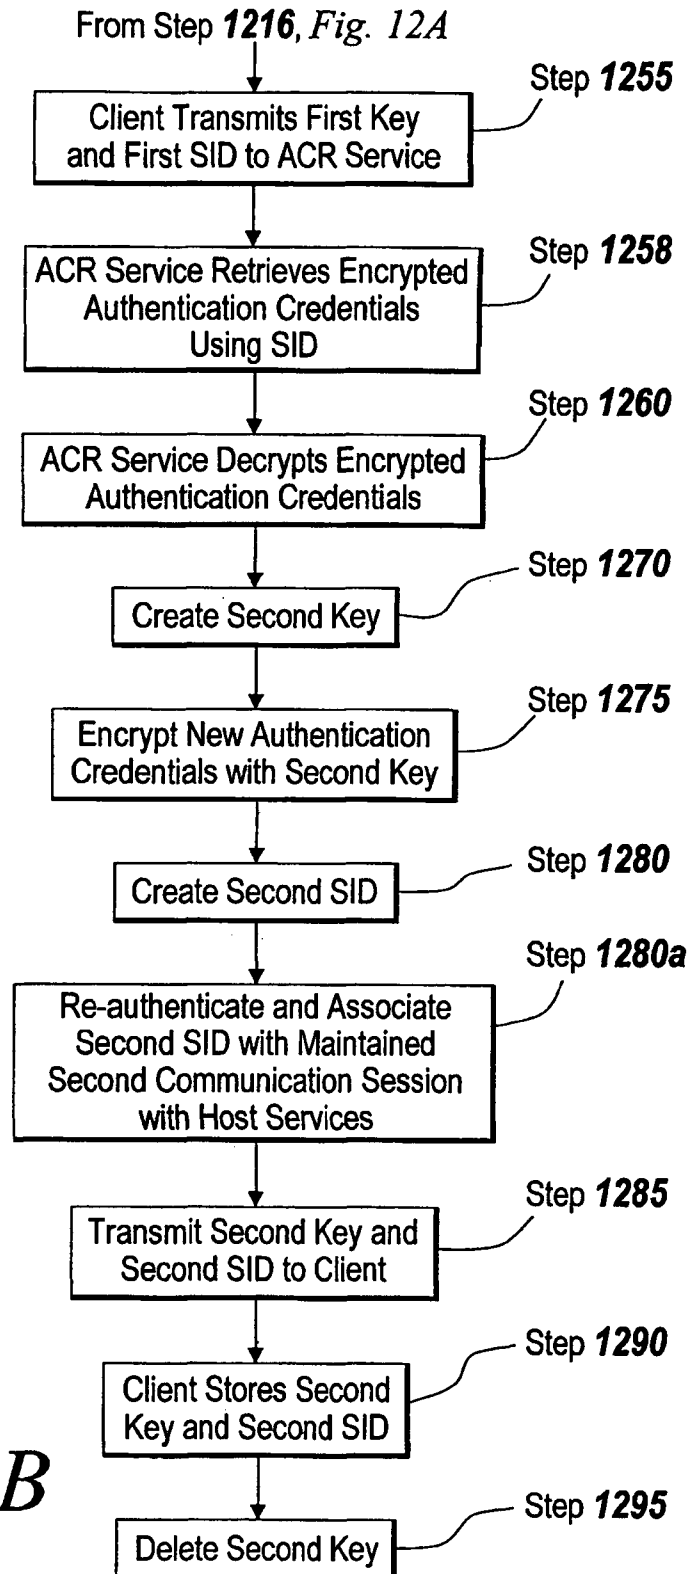 From Step 1216, Fig. 12A
Step 1255
Client Transmits First Key
and First SID to ACR Service
Step 1258
ACR Service Retrieves Encrypted
Authentication Credentials
Using SID
Step 1260
ACR Service Decrypts Encrypted
Authentication Credentials
Step 1270
Create Second Key
Step 1275
Encrypt New Authentication
Credentials with Second Key
Step 1280
Create Second SID
Step 1280a
Re-authenticate and Associate
Second SID with Maintained
Second Communication Session
with Host Services
Step 1285
Transmit Second Key and
Second SID to Client
Step 1290
Client Stores Second
Key and Second SID
B
Step 1295
Delete Second Key